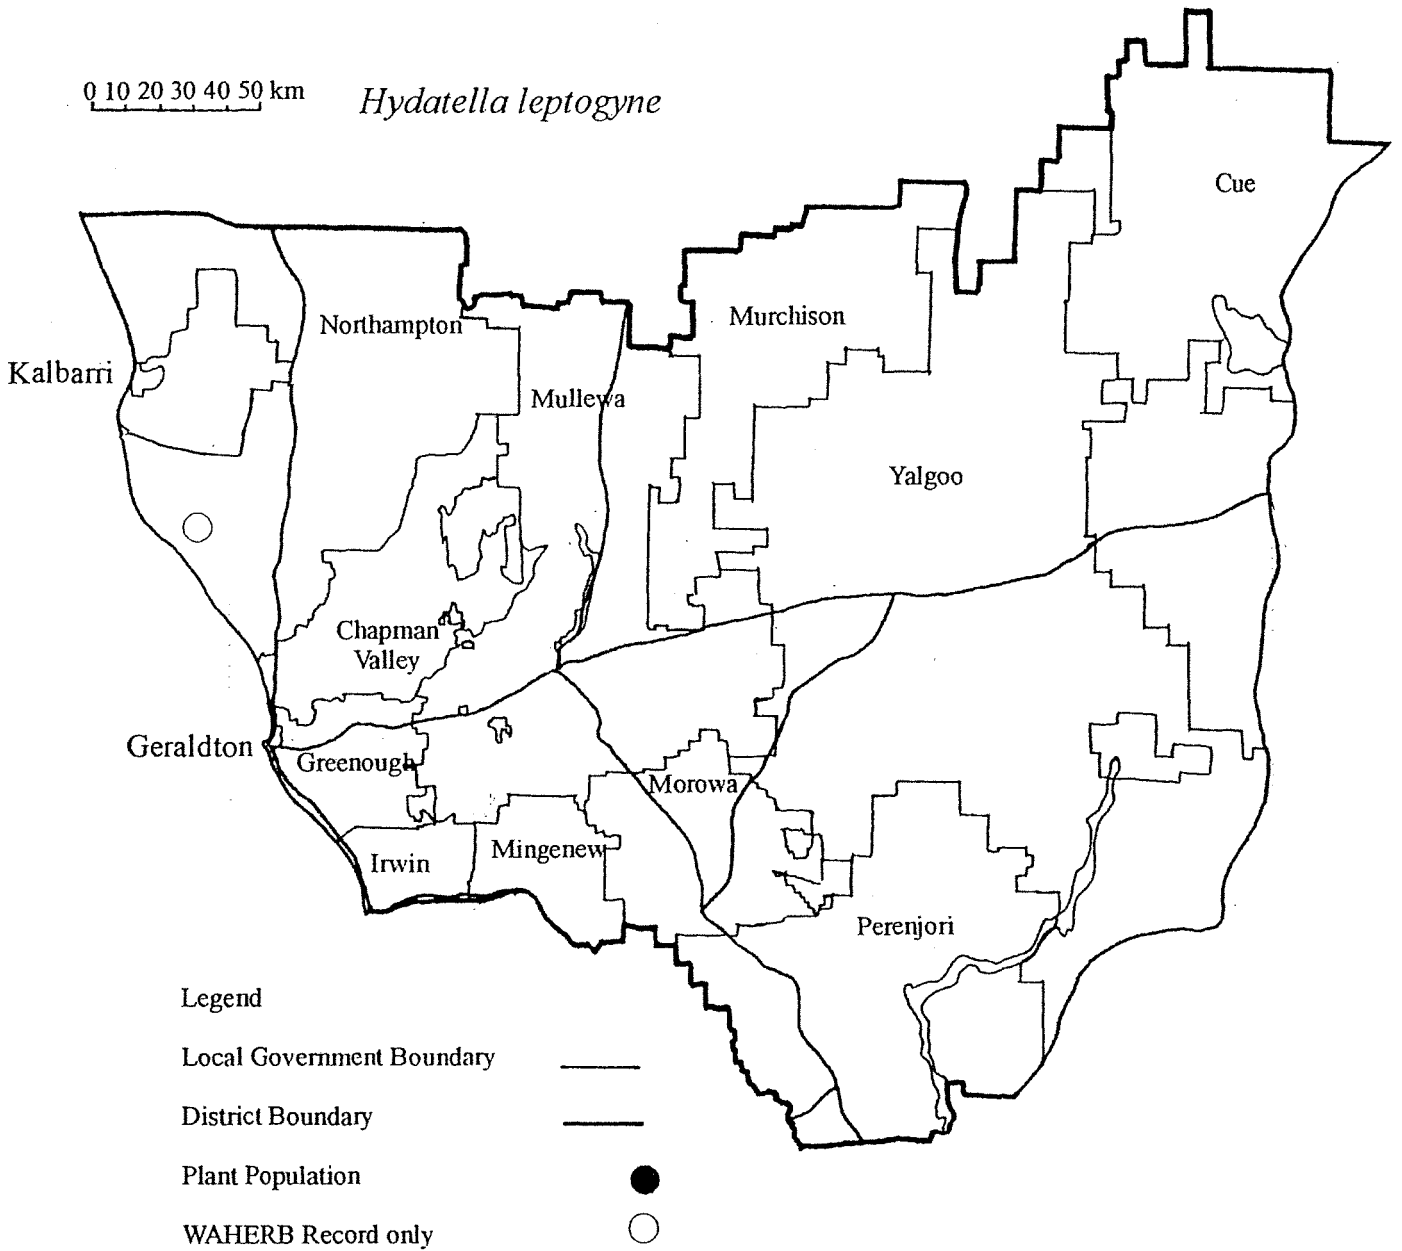 0 10 20 30 40 50 km
Hydatella leptogyne
Cue
Northampton
Murchison
Kalbarri
Mullewa
Yalgoo
Chapman
Valley
Geraldton
Greenough
Morowa
Irwin
Mingenew
Perenjori
Legend
Local Government Boundary
District Boundary
Plant Population
WAHERB Record only